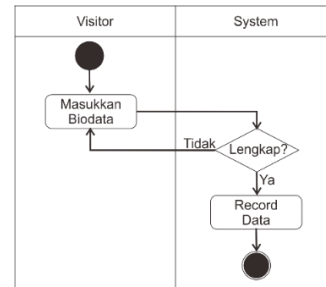 Visitor
System
Masukkan
Biodata
Tidak
Lengkap?
Ya
Record
Data